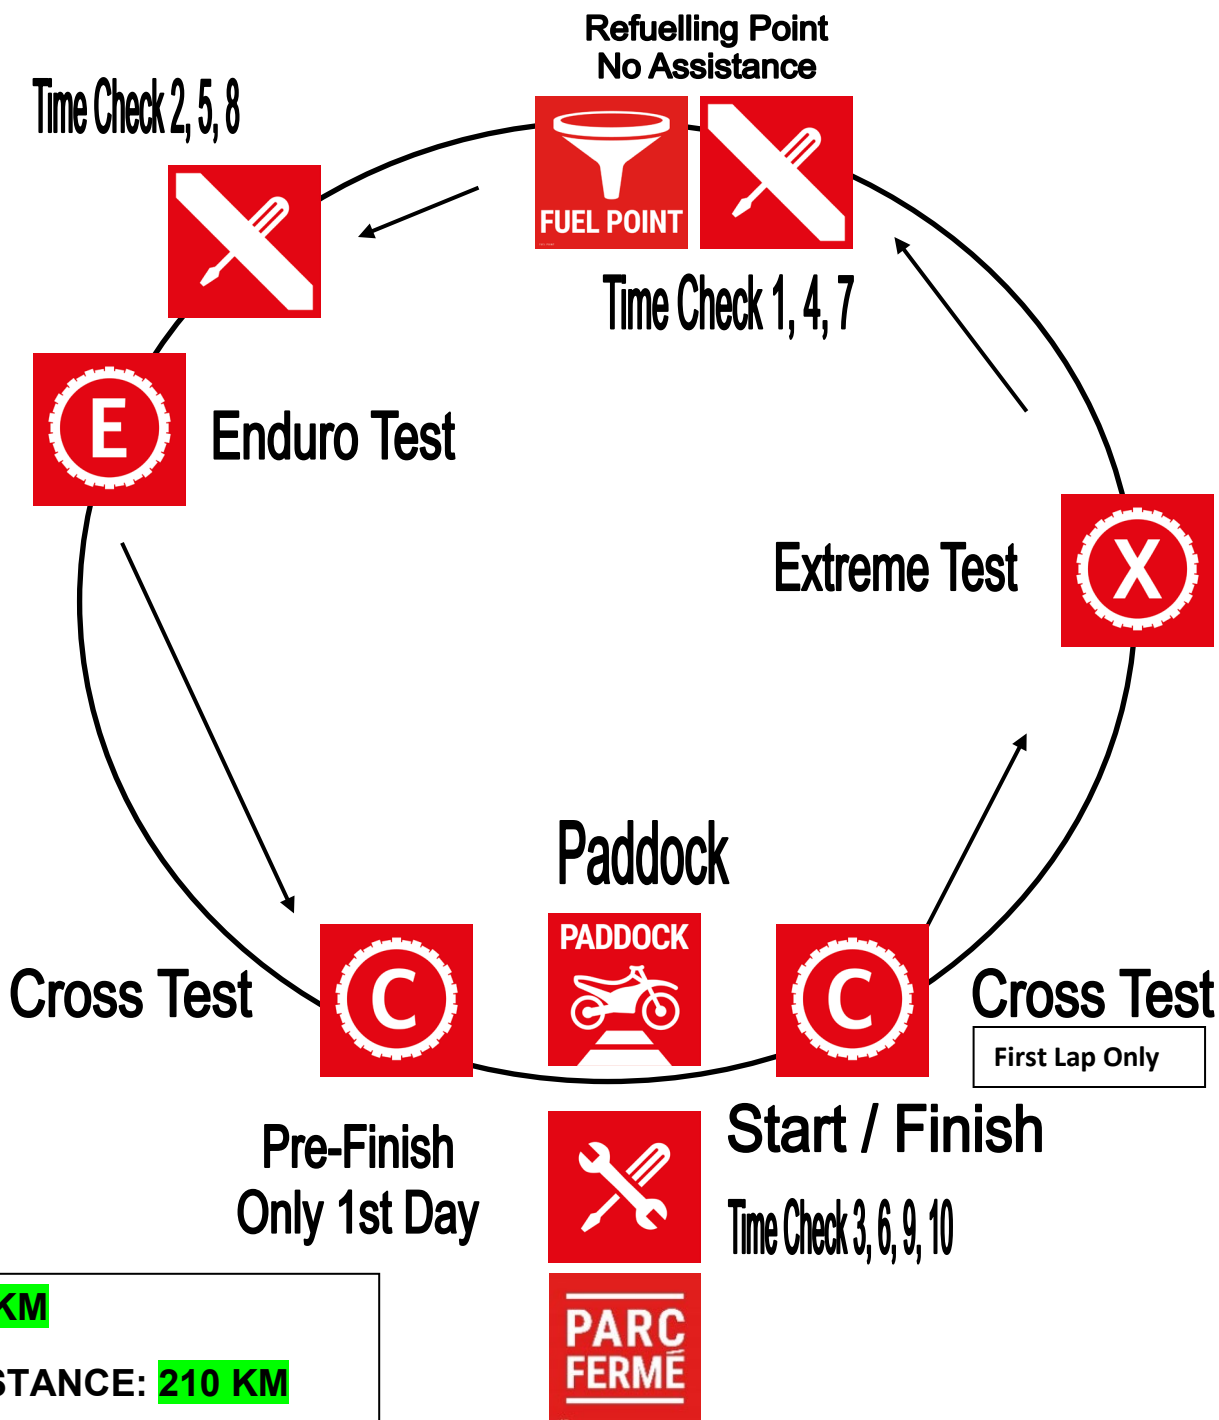 Refuelling Point
No Assistance
Time Check 2, 5, 8
FUEL POINT
Time Check 1, 4, 7
E
Enduro Test
Extreme Test
X
Paddock
PADDOCK
Cross Test
C
C
Cross Test
First Lap Only
Pre-Finish
Only 1st Day
Start / Finish
Time Check 3, 6, 9, 10
KM
STANCE: 210 KM
PARC
FERMÉ